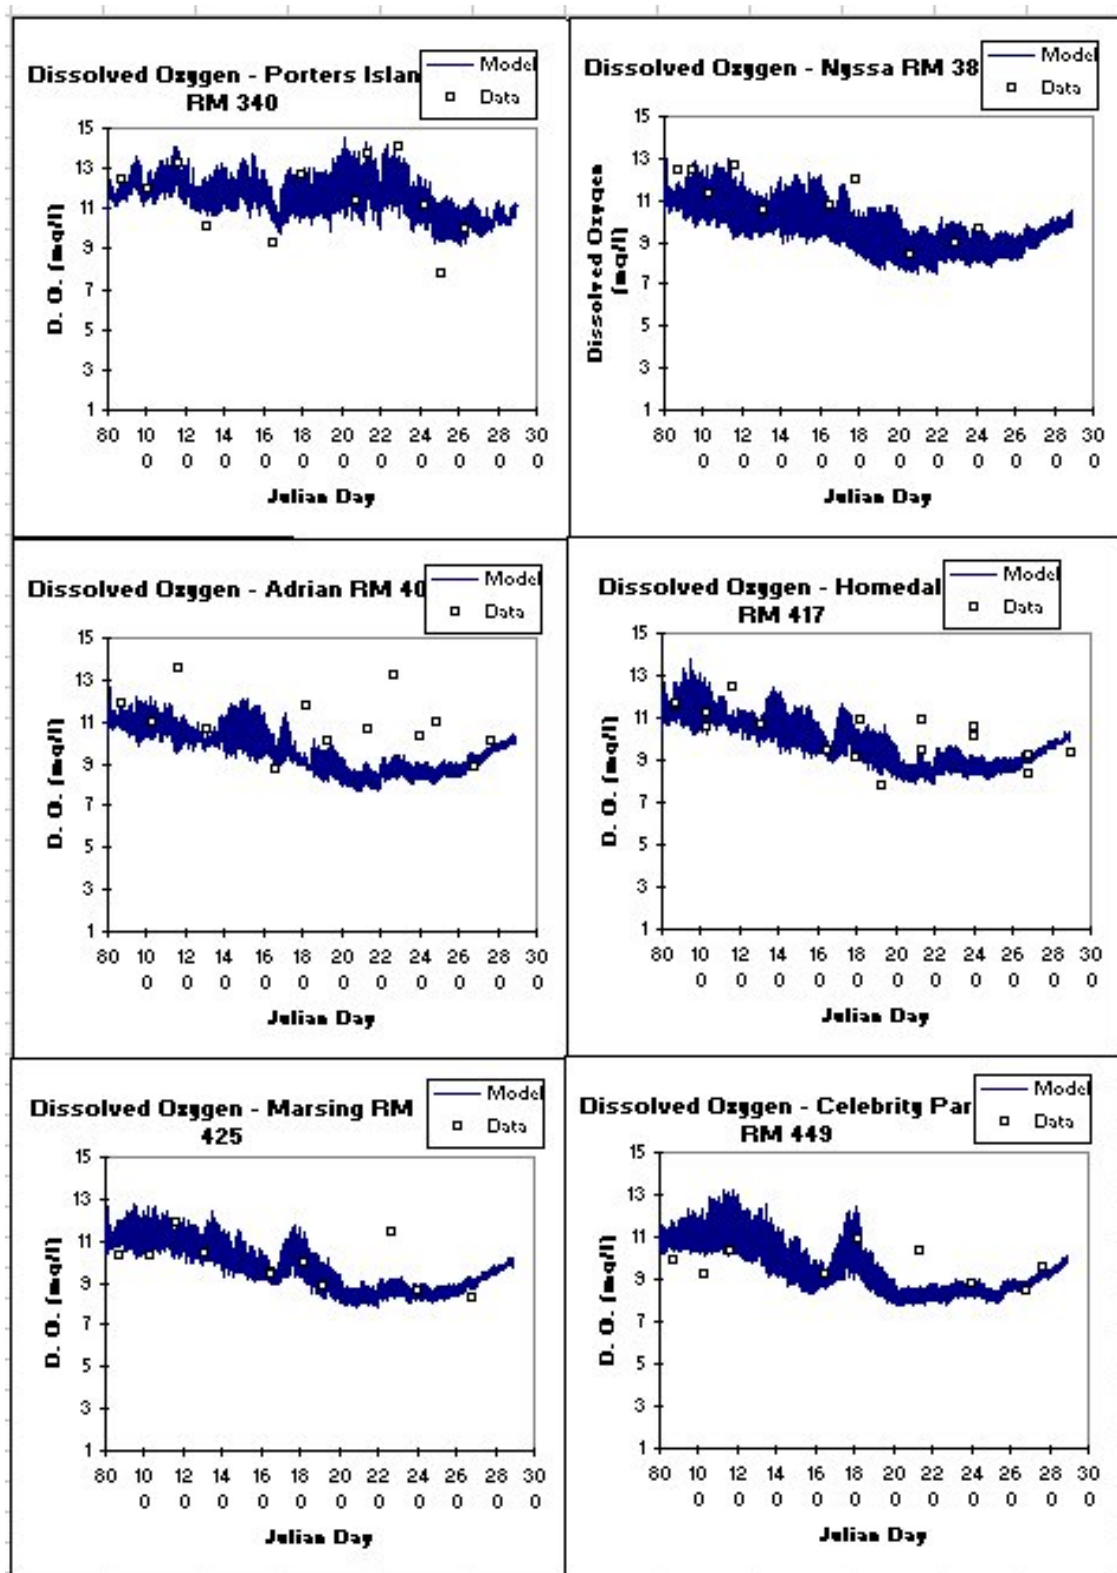 Dissolved Oxygen - Porters Islan
RM 340
Model
Data
15
13
11
9
7
5
3
1
D. O. (mg/l)
80 10 12 14 16 18 20 22 24 26 28 30
0 0 0 0 0 0 0 0 0 0 0
Julian Day
Dissolved Oxygen - Nyssa RM 38
Model
Data
15
13
11
9
7
5
3
1
Dissolved Oxygen
(mg/l)
80 10 12 14 16 18 20 22 24 26 28 30
0 0 0 0 0 0 0 0 0 0 0
Julian Day
Dissolved Oxygen - Adrian RM 40
Model
Data
15
13
11
9
7
5
3
1
D. O. (mg/l)
80 10 12 14 16 18 20 22 24 26 28 30
0 0 0 0 0 0 0 0 0 0 0
Julian Day
Dissolved Oxygen - Homedal
RM 417
Model
Data
15
13
11
9
7
5
3
1
D. O. (mg/l)
80 10 12 14 16 18 20 22 24 26 28 30
0 0 0 0 0 0 0 0 0 0 0
Julian Day
Dissolved Oxygen - Marsing RM
425
Model
Data
15
13
11
9
7
5
3
1
D. O. (mg/l)
80 10 12 14 16 18 20 22 24 26 28 30
0 0 0 0 0 0 0 0 0 0 0
Julian Day
Dissolved Oxygen - Celebrity Par
RM 449
Model
Data
15
13
11
9
7
5
3
1
D. O. (mg/l)
80 10 12 14 16 18 20 22 24 26 28 30
0 0 0 0 0 0 0 0 0 0 0
Julian Day